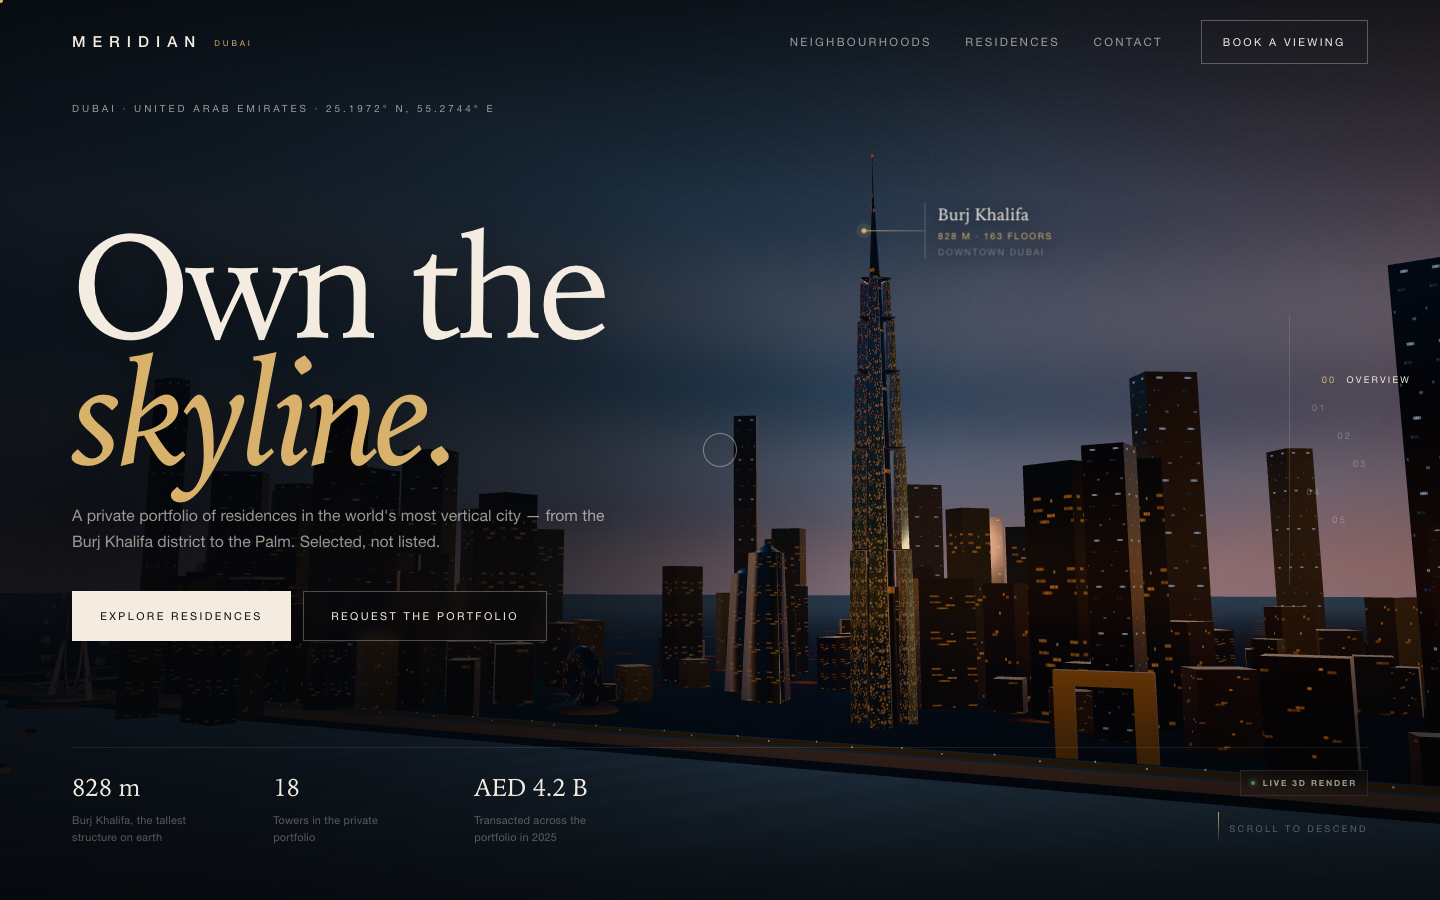 MERIDIAN DUBAI
NEIGHBOURHOODS RESIDENCES CONTACT BOOK A VIEWING
DUBAI · UNITED ARAB EMIRATES · 25.1972° N, 55.2744° E
Burj Khalifa
828 M · 163 FLOORS
DOWNTOWN DUBAI
Own the
skyline.
A private portfolio of residences in the world's most vertical city — from the
Burj Khalifa district to the Palm. Selected, not listed.
EXPLORE RESIDENCES REQUEST THE PORTFOLIO
00 OVERVIEW
01
02
03
04
05
828 m
Burj Khalifa, the tallest
structure on earth
18
Towers in the private
portfolio
AED 4.2 B
Transacted across the
portfolio in 2025
LIVE 3D RENDER
SCROLL TO DESCEND